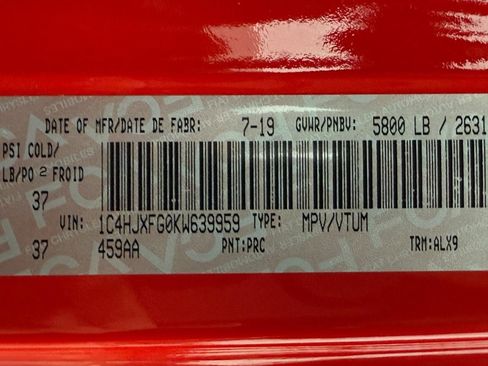 DATE OF MFR/DATE DE FABR: 7-19 GVWR/PNBV: 5800 LB / 2631
PSI COLD/
LB/PO 2 FROID
37
VIN: 1C4HJXFG0KW639959 TYPE: MPV/VTUM
37 459AA PNT:PRC TRM:ALX9